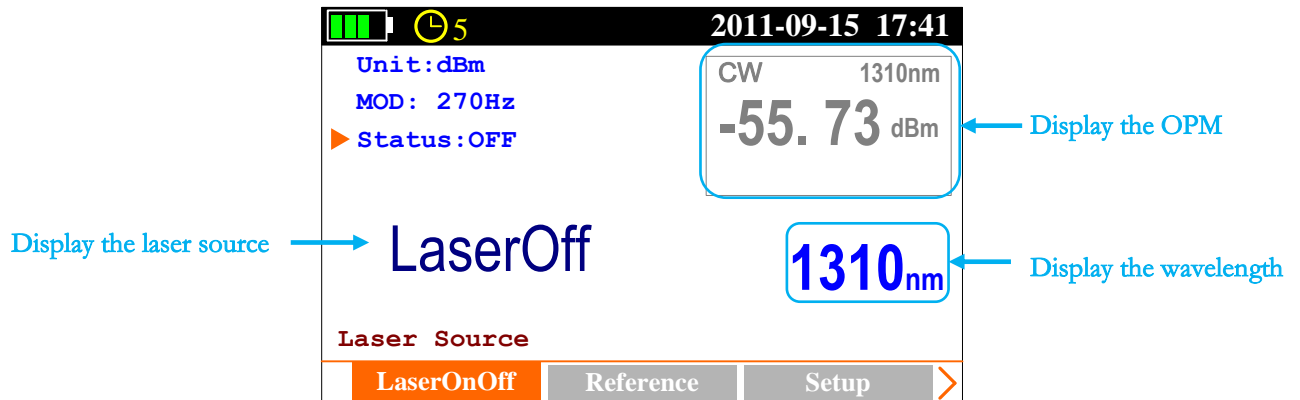 5 2011-09-15 17:41
Unit:dBm
MOD: 270Hz
Status:OFF
CW 1310nm
-55. 73 dBm
Display the OPM
Display the laser source
LaserOff
1310nm
Display the wavelength
Laser Source
LaserOnOff Reference Setup